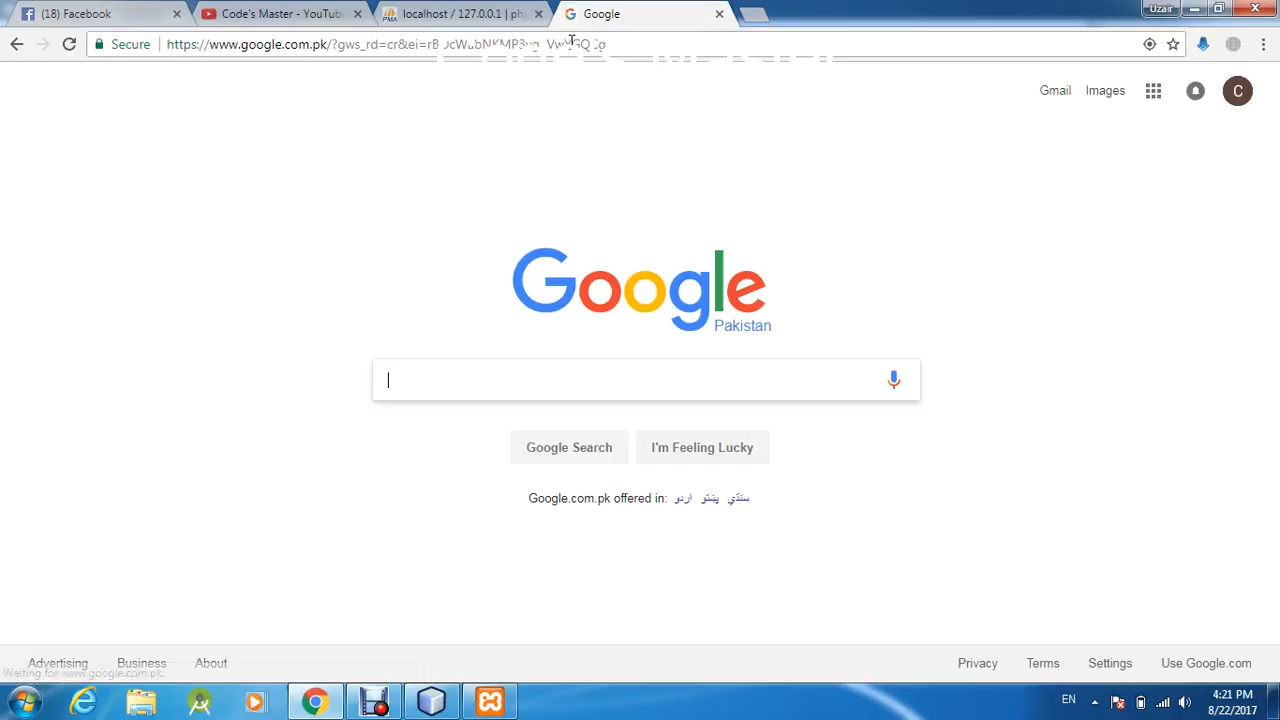 (18) Facebook
Code's Master - YouTube
localhost / 127.0.0.1 | ph
Google
Uzair
Secure
https://www.google.com.pk/?gws_rd=cr&ei=rB
Gmail
Images
C
Google
Pakistan
Google Search
I'm Feeling Lucky
Google.com.pk offered in: اردو پښتو سنڌي
Advertising
Business
About
Privacy
Terms
Settings
Use Google.com
Waiting for www.google.com.pk...
EN
4:21 PM
8/22/2017